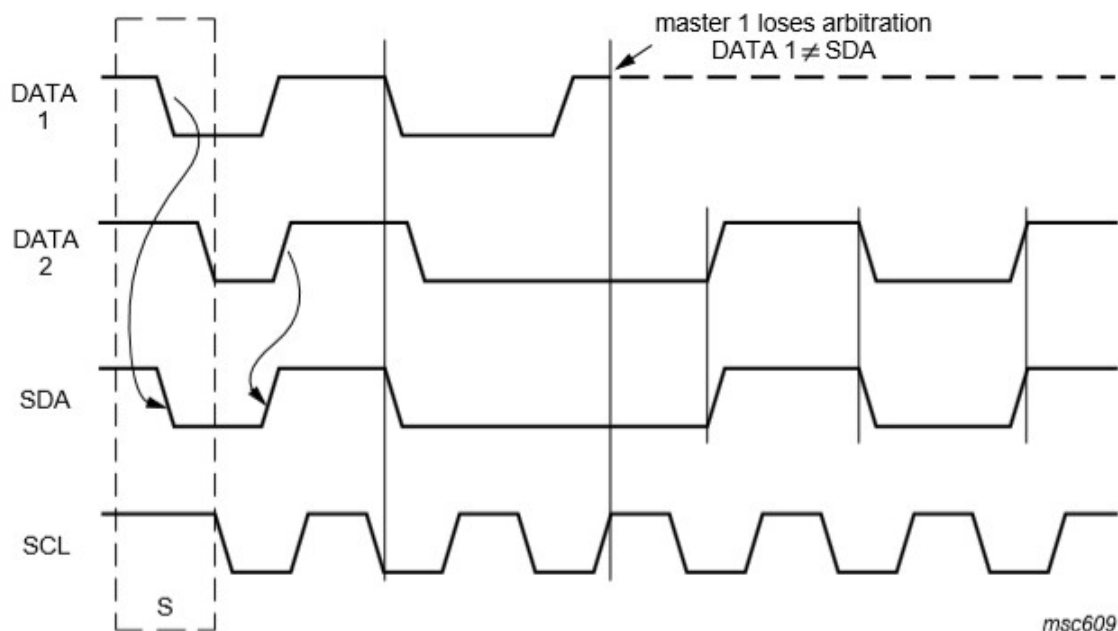 master 1 loses arbitration
DATA 1 ≠ SDA
DATA
1
DATA
2
SDA
SCL
S
msc609